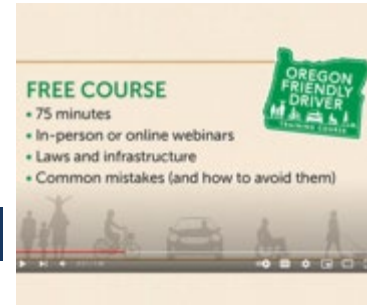 FREE COURSE
• 75 minutes
• In-person or online webinars
• Laws and infrastructure
• Common mistakes (and how to avoid them)
OREGON
FRIENDLY
DRIVER
TRAINING COURSE